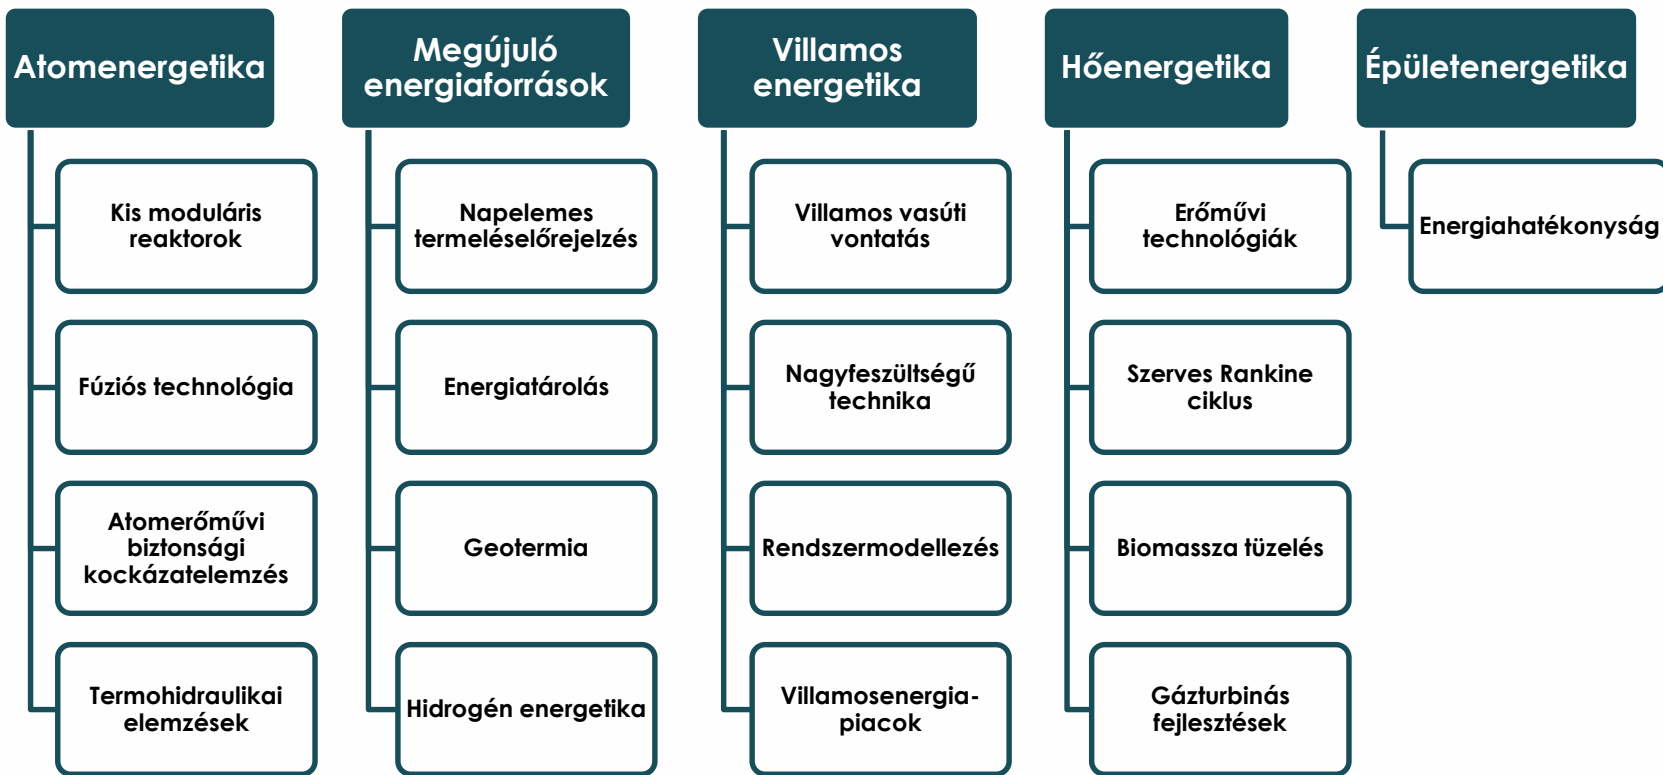 Atomenergetika
Kis moduláris
reaktorok
Fúziós technológia
Atomerőművi
biztonsági
kockázatelemzés
Termohidraulikai
elemzések
Megújuló
energiaforrások
Napelemes
termeléselőrejelzés
Energiatárolás
Geotermia
Hidrogén energetika
Villamos
energetika
Villamos vasúti
vontatás
Nagyfeszültségű
technika
Rendszermodellezés
Villamosenergia-
piacok
Hőenergetika
Erőművi
technológiák
Szerves Rankine
ciklus
Biomassza tüzelés
Gázturbinás
fejlesztések
Épületenergetika
Energiahatékonyság